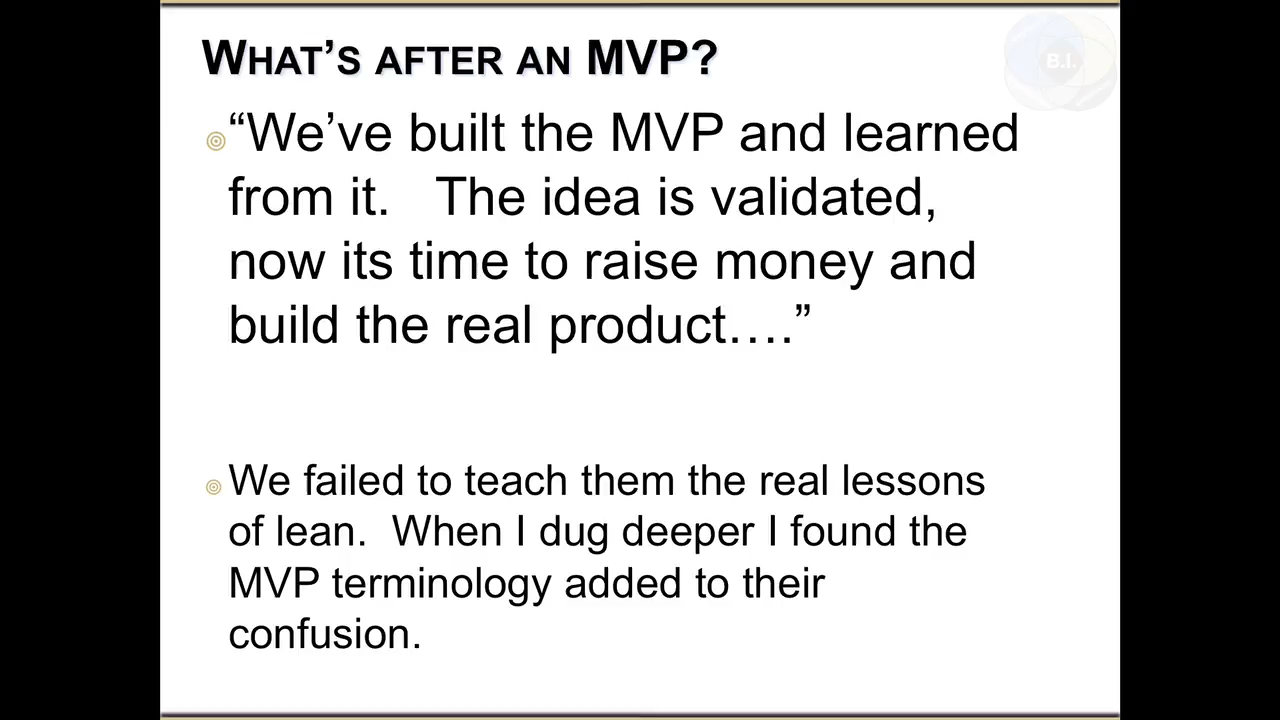 WHAT'S AFTER AN MVP?
B.I.
“We’ve built the MVP and learned
from it.   The idea is validated,
now its time to raise money and
build the real product….”
We failed to teach them the real lessons
of lean.  When I dug deeper I found the
MVP terminology added to their
confusion.